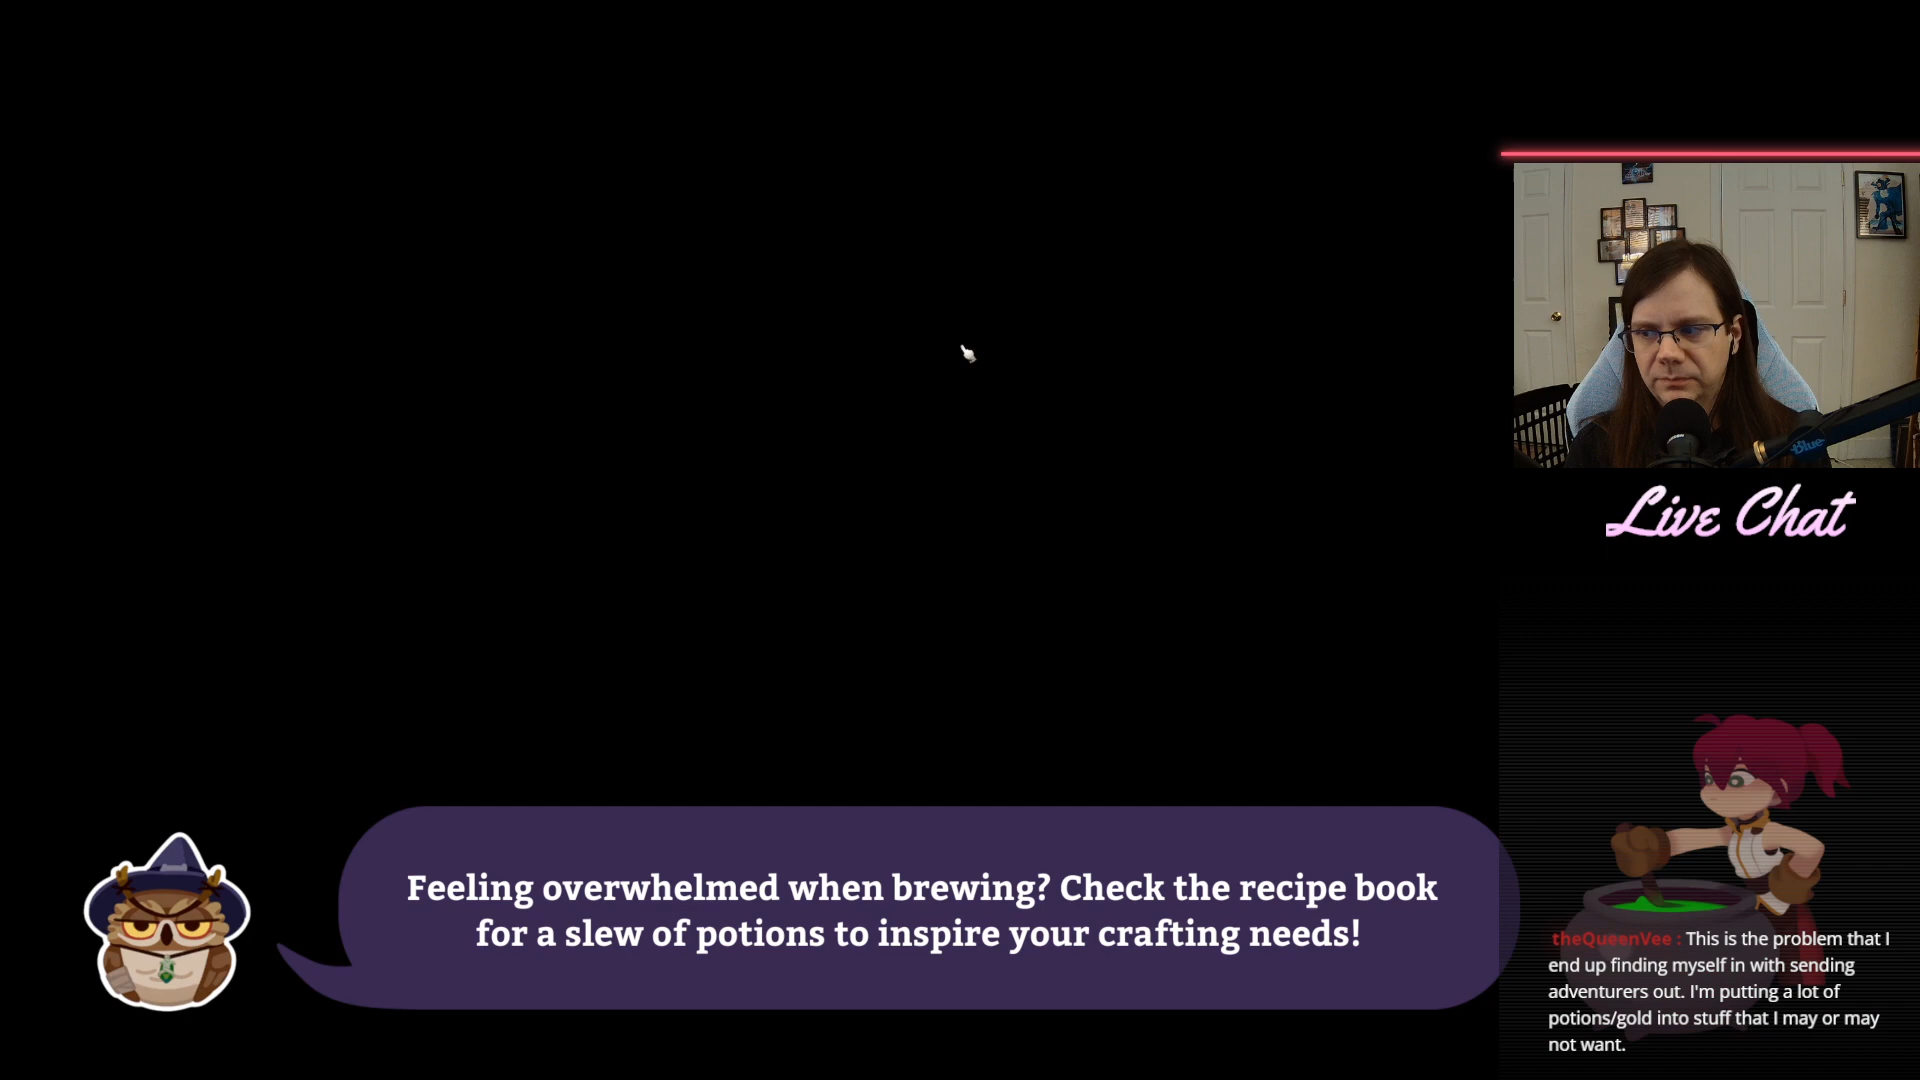 Live Chat
Feeling overwhelmed when brewing? Check the recipe book
for a slew of potions to inspire your crafting needs!
theQueenVee : This is the problem that I
end up finding myself in with sending
adventurers out. I'm putting a lot of
potions/gold into stuff that I may or may
not want.
Blue